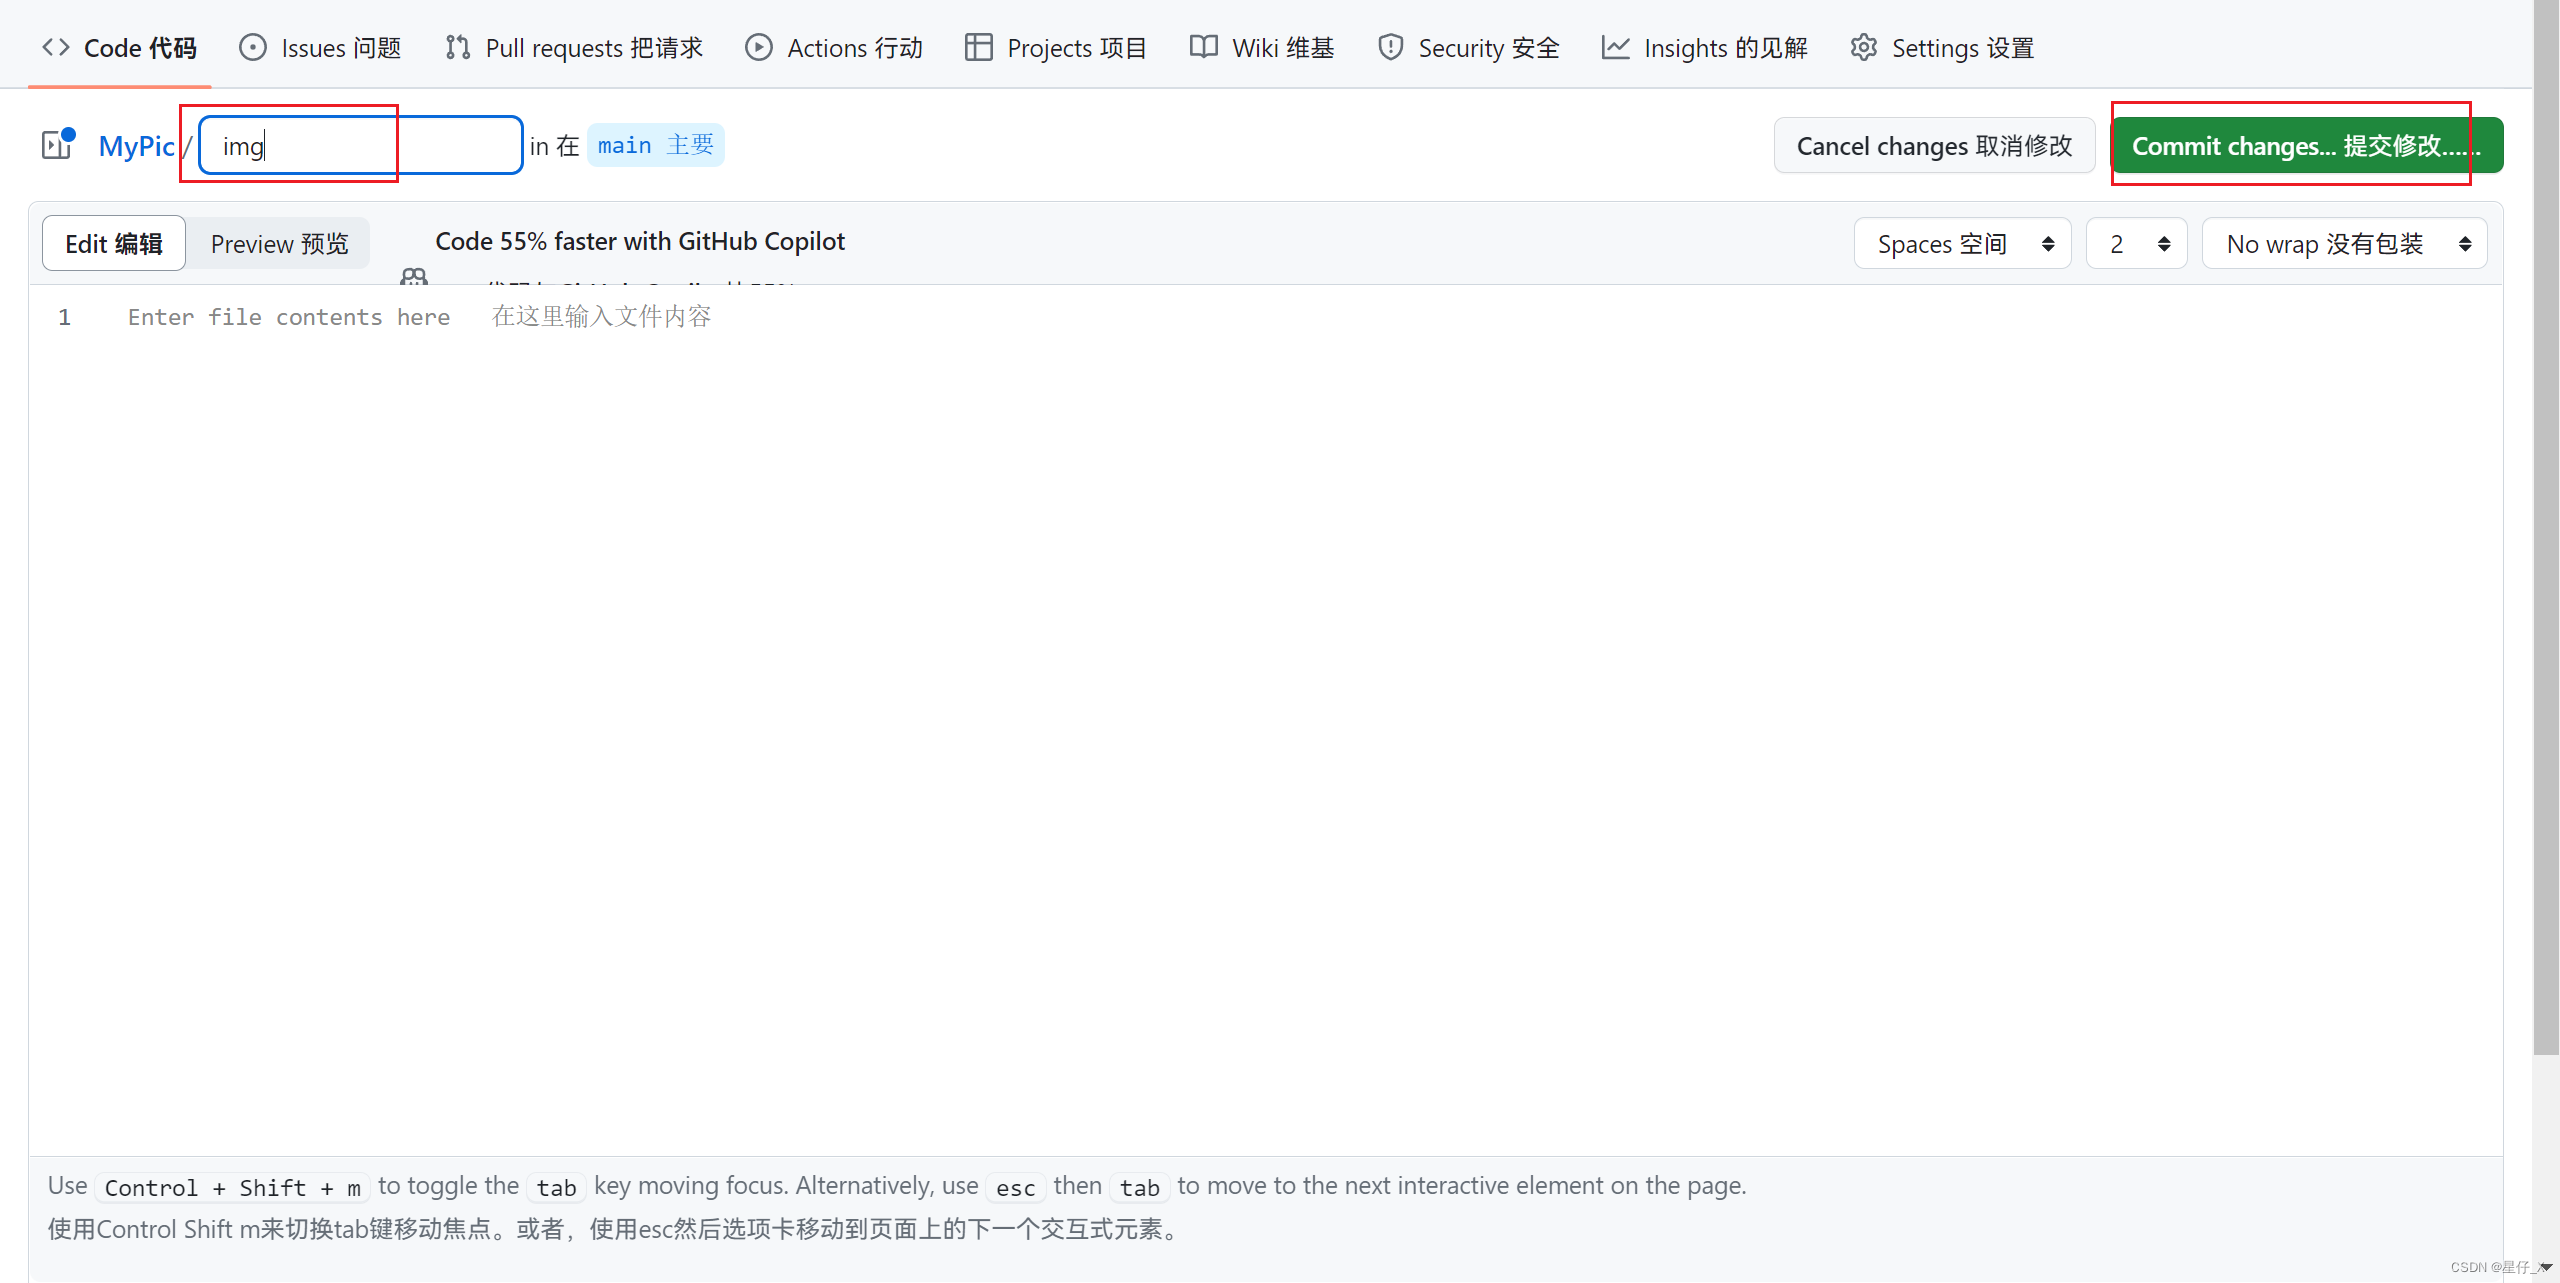 Code 代码 Issues 问题 Pull requests 把请求 Actions 行动 Projects 项目 Wiki 维基 Security 安全 Insights 的见解 Settings 设置
MyPic / img in 在 main 主要 Cancel changes 取消修改 Commit changes... 提交修改......
Edit 编辑 Preview 预览 Code 55% faster with GitHub Copilot Spaces 空间 2 No wrap 没有包装
1 Enter file contents here 在这里输入文件内容
Use Control + Shift + m to toggle the tab key moving focus. Alternatively, use esc then tab to move to the next interactive element on the page.
使用Control Shift m来切换tab键移动焦点。或者，使用esc然后选项卡移动到页面上的下一个交互式元素。
CSDN @星仔_X